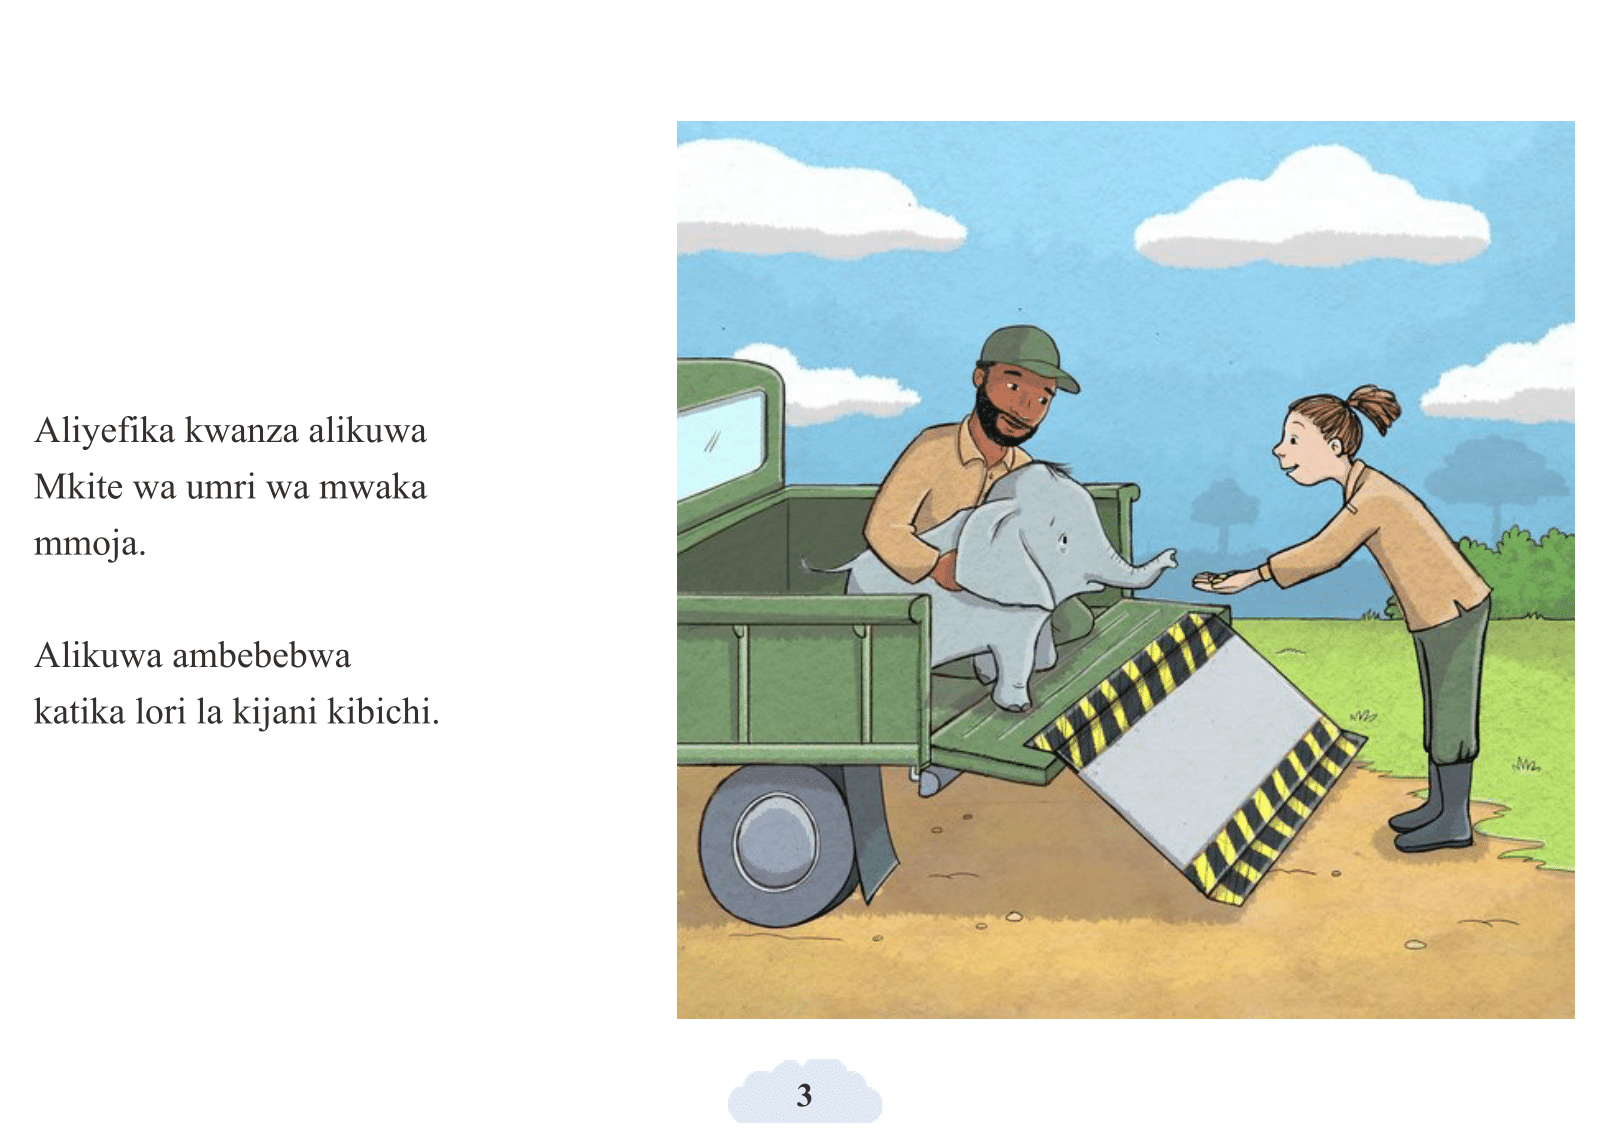 Aliyefika kwanza alikuwa
Mkite wa umri wa mwaka
mmoja.
Alikuwa ambebebwa
katika lori la kijani kibichi.
3